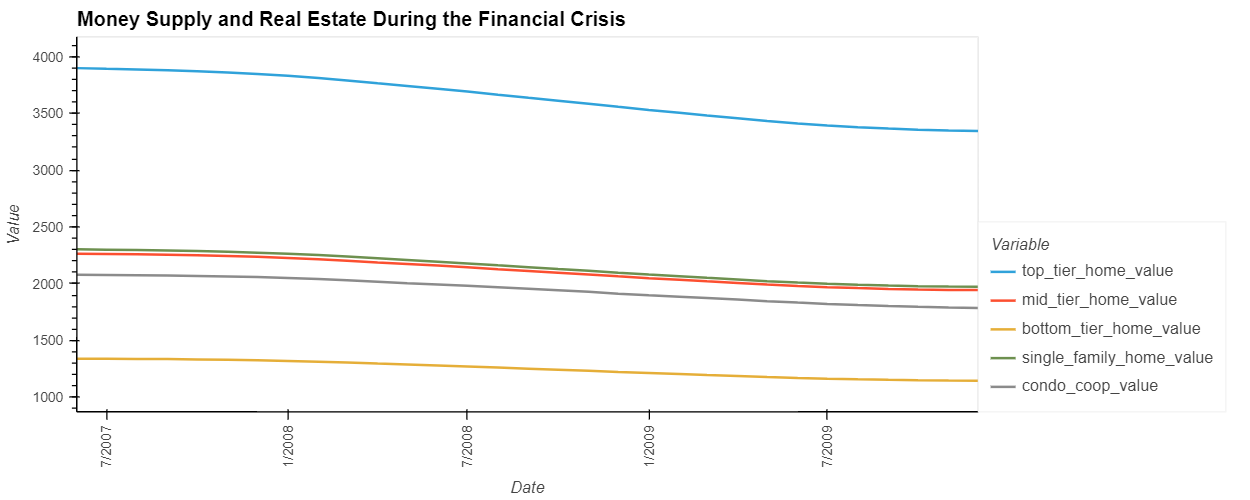 Money Supply and Real Estate During the Financial Crisis
Value
4000
3500
3000
2500
2000
1500
1000
7/2007
1/2008
7/2008
1/2009
7/2009
Date
Variable
top_tier_home_value
mid_tier_home_value
bottom_tier_home_value
single_family_home_value
condo_coop_value